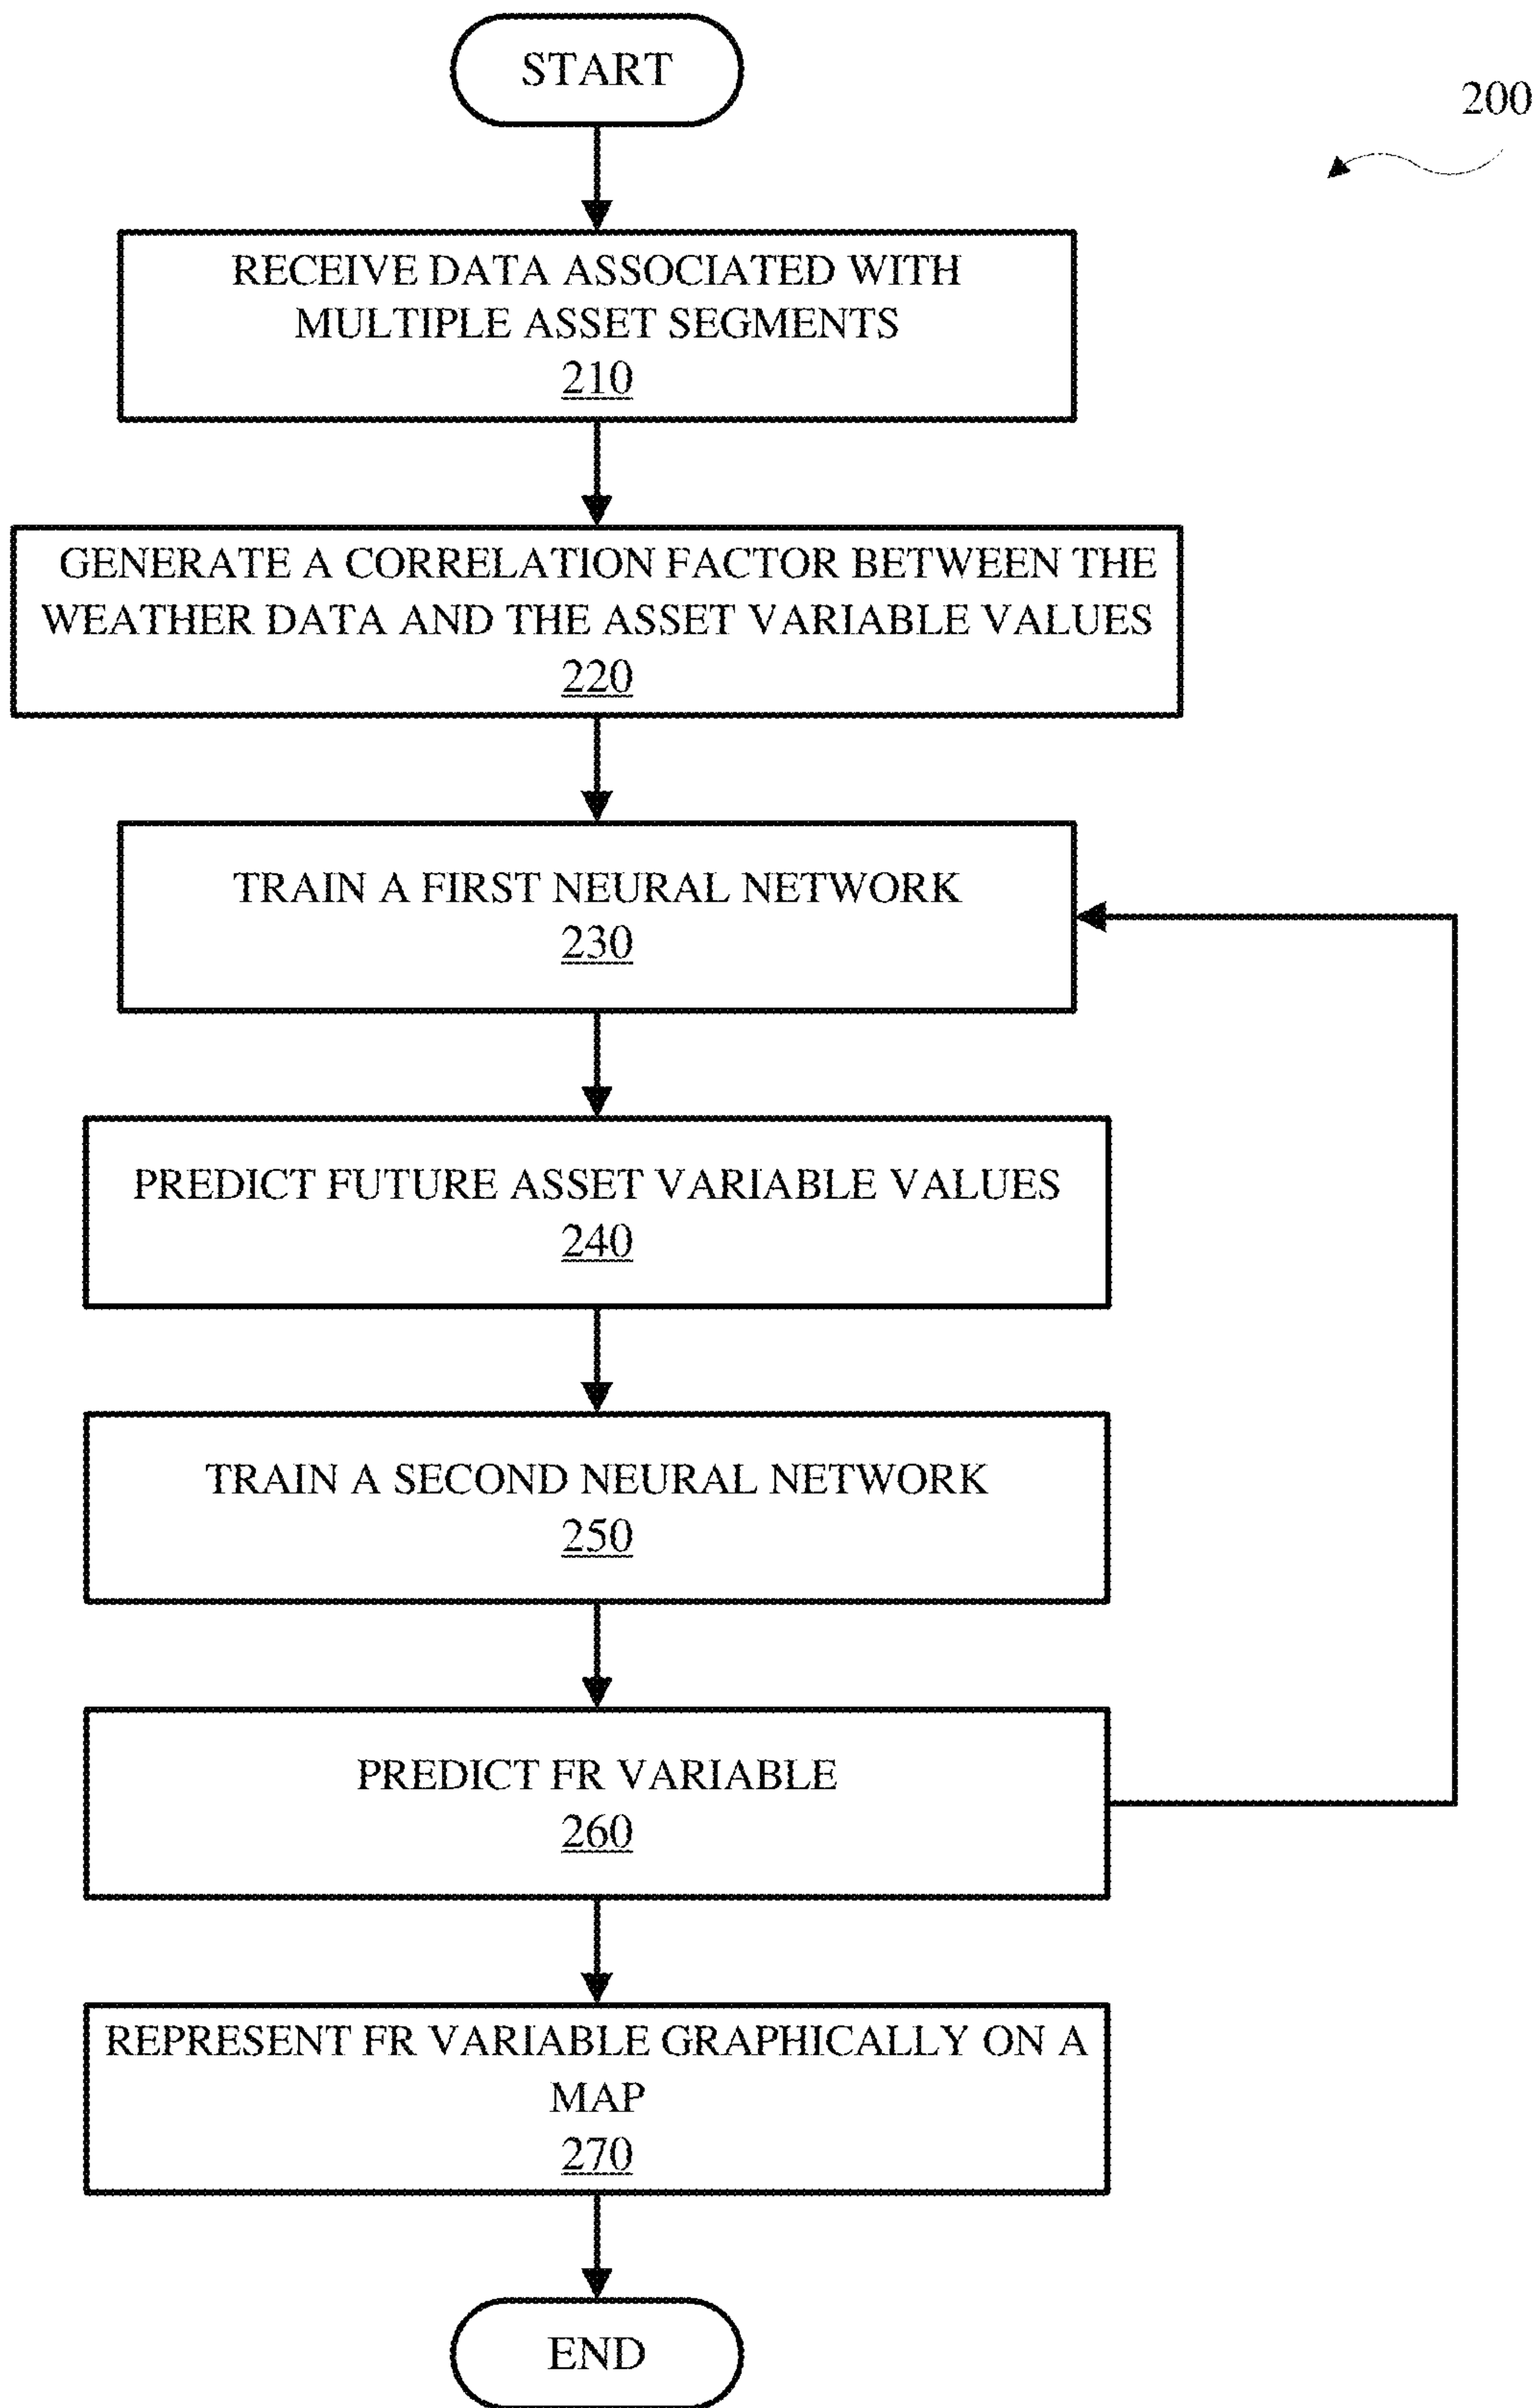 START
200
RECEIVE DATA ASSOCIATED WITH
MULTIPLE ASSET SEGMENTS
210
GENERATE A CORRELATION FACTOR BETWEEN THE
WEATHER DATA AND THE ASSET VARIABLE VALUES
220
TRAIN A FIRST NEURAL NETWORK
230
PREDICT FUTURE ASSET VARIABLE VALUES
240
TRAIN A SECOND NEURAL NETWORK
250
PREDICT FR VARIABLE
260
REPRESENT FR VARIABLE GRAPHICALLY ON A
MAP
270
END